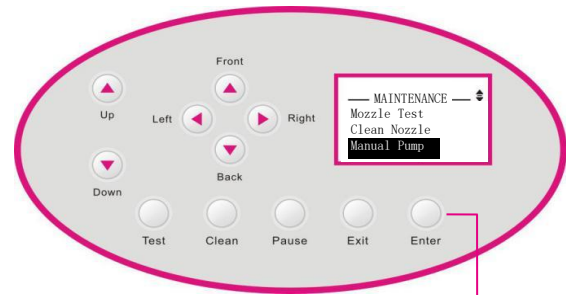 Front
Up
Left
Right
Down
Back
MAINTENANCE
Mozzle Test
Clean Nozzle
Manual Pump
Test
Clean
Pause
Exit
Enter